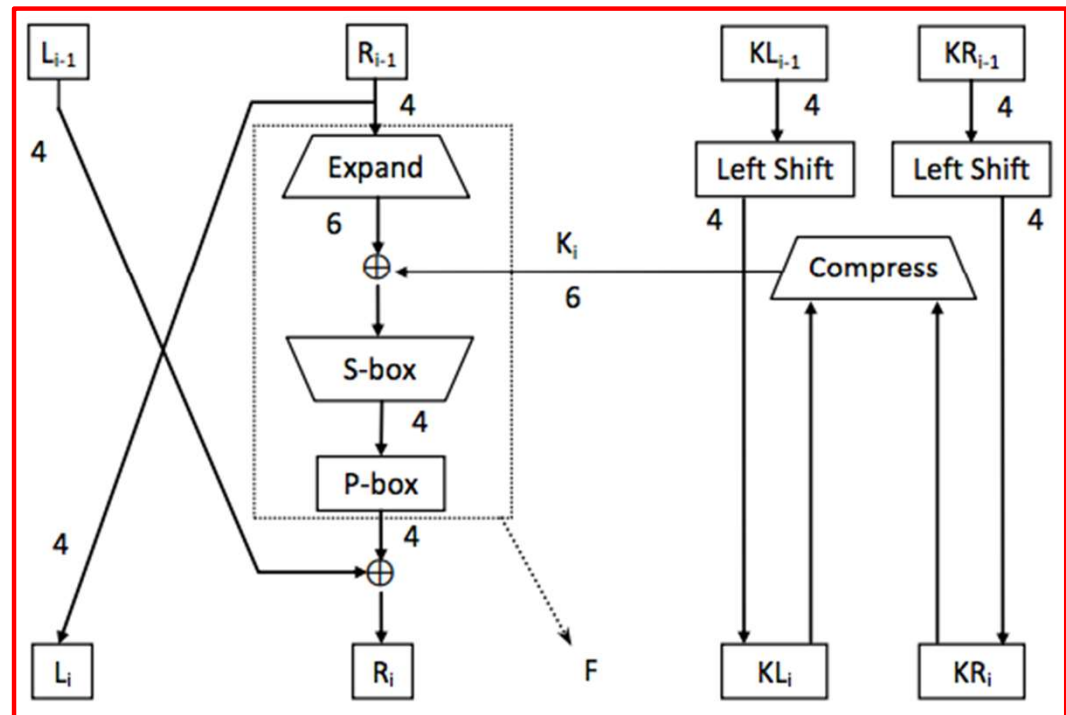 Lᵢ₋₁ Rᵢ₋₁ KLᵢ₋₁ KRᵢ₋₁
4 4 4
4
Expand Left Shift Left Shift
6 4 4
Kᵢ
Compress
6
S-box
4
P-box
4 4
Lᵢ Rᵢ F KLᵢ KRᵢ